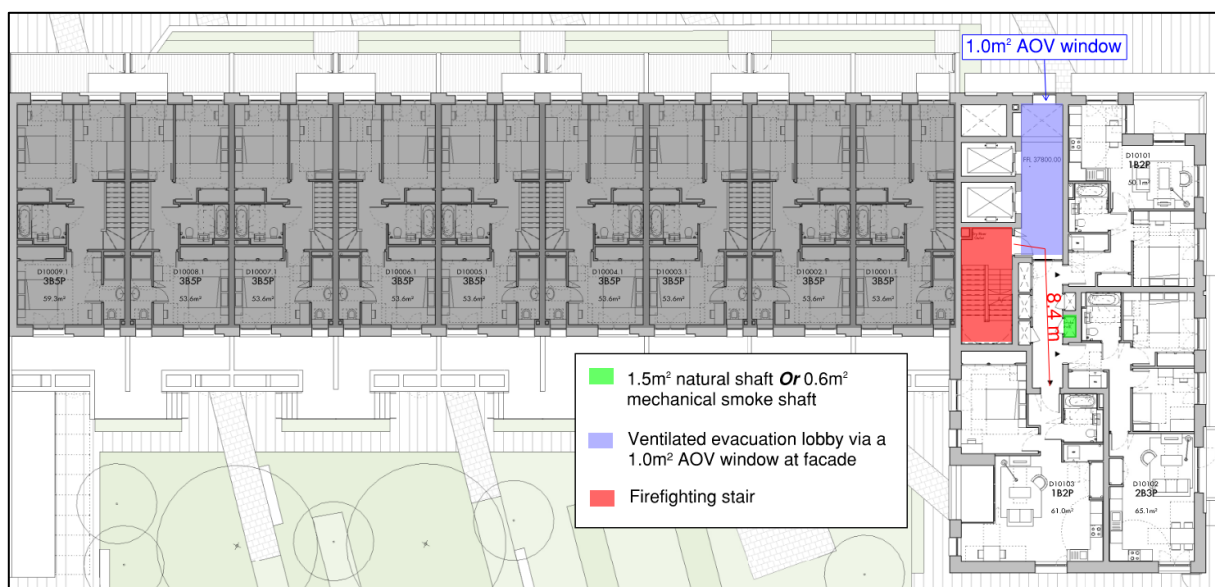 1.0m² AOV window
FFL 37800.00
D10101
1B2P
50.1m²
D10009.1
3B5P
59.3m²
D10008.1
3B5P
53.6m²
D10007.1
3B5P
53.6m²
D10006.1
3B5P
53.6m²
D10005.1
3B5P
53.6m²
D10004.1
3B5P
53.6m²
D10003.1
3B5P
53.6m²
D10002.1
3B5P
53.6m²
D10001.1
3B5P
53.6m²
8.4 m
1.5m² natural shaft Or 0.6m²
mechanical smoke shaft
Ventilated evacuation lobby via a
1.0m² AOV window at facade
Firefighting stair
D10103
1B2P
61.0m²
D10102
2B3P
65.1m²